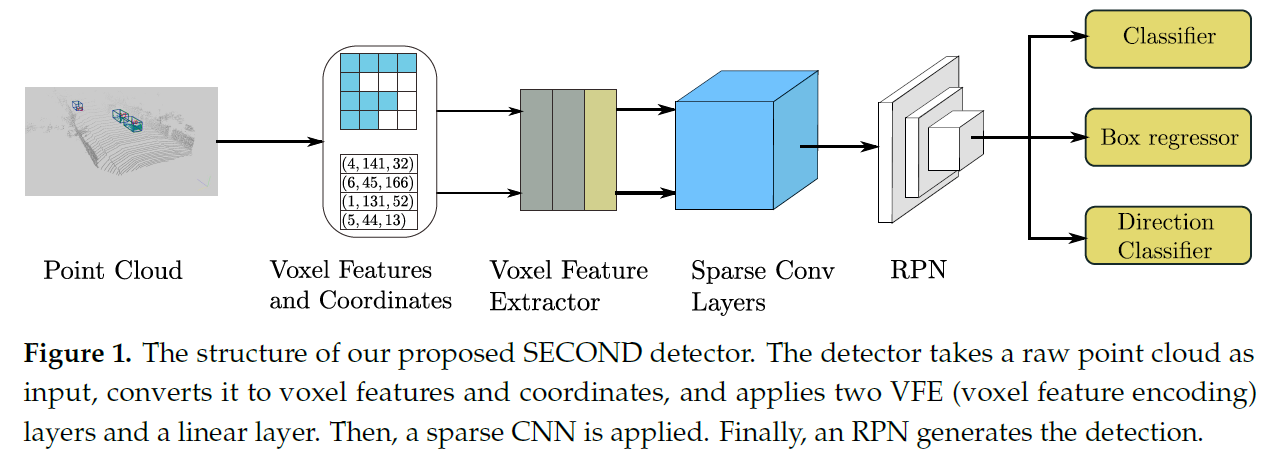 (4, 141, 32)
(6, 45, 166)
(1, 131, 52)
(5, 44, 13)
Classifier
Box regressor
Direction
Classifier
Point Cloud
Voxel Features
and Coordinates
Voxel Feature
Extractor
Sparse Conv
Layers
RPN
Figure 1. The structure of our proposed SECOND detector. The detector takes a raw point cloud as
input, converts it to voxel features and coordinates, and applies two VFE (voxel feature encoding)
layers and a linear layer. Then, a sparse CNN is applied. Finally, an RPN generates the detection.